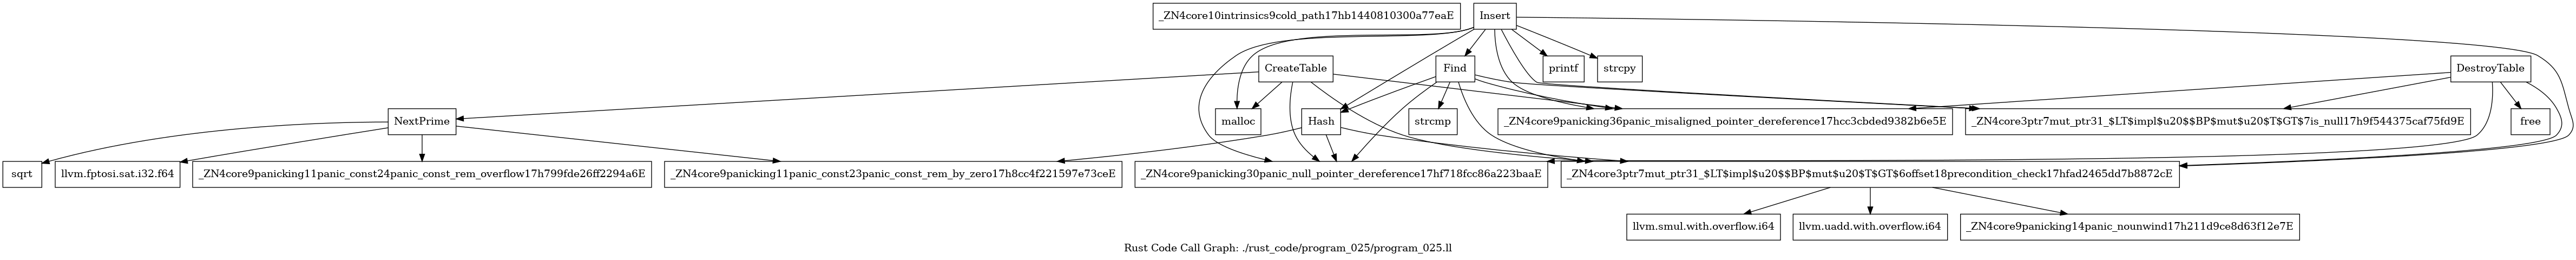 _ZN4core10intrinsics9cold_path17hb1440810300a77eaE
Insert
CreateTable
Find
printf
strcpy
DestroyTable
NextPrime
malloc
Hash
strcmp
_ZN4core9panicking36panic_misaligned_pointer_dereference17hcc3cbded9382b6e5E
_ZN4core3ptr7mut_ptr31_$LT$impl$u20$$BP$mut$u20$T$GT$7is_null17h9f544375caf75fd9E
free
sqrt
llvm.fptosi.sat.i32.f64
_ZN4core9panicking11panic_const24panic_const_rem_overflow17h799fde26ff2294a6E
_ZN4core9panicking11panic_const23panic_const_rem_by_zero17h8cc4f221597e73ceE
_ZN4core9panicking30panic_null_pointer_dereference17hf718fcc86a223baaE
_ZN4core3ptr7mut_ptr31_$LT$impl$u20$$BP$mut$u20$T$GT$6offset18precondition_check17hfad2465dd7b8872cE
llvm.smul.with.overflow.i64
llvm.uadd.with.overflow.i64
_ZN4core9panicking14panic_nounwind17h211d9ce8d63f12e7E
Rust Code Call Graph: ./rust_code/program_025/program_025.ll